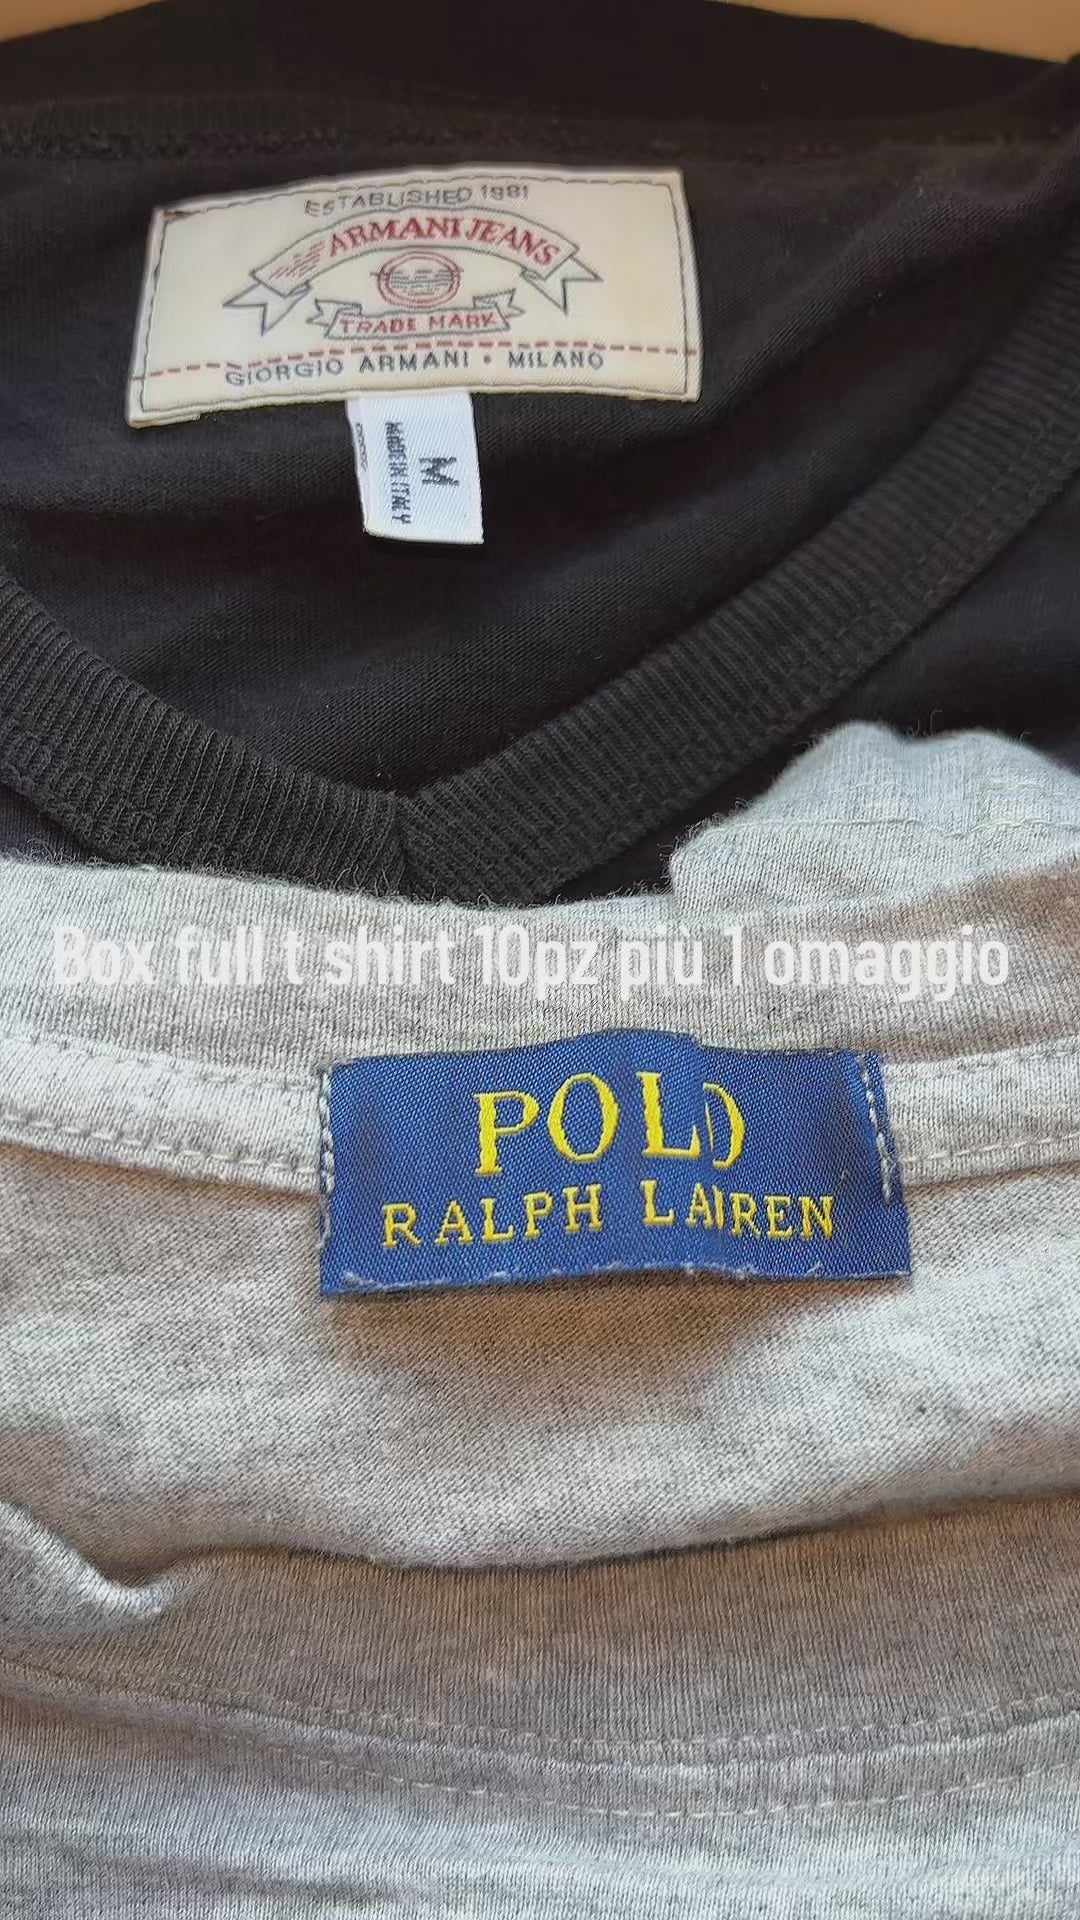 ESTABLISHED 1981
ARMANI JEANS
TRADE MARK
GIORGIO ARMANI • MILANO
M
MADE IN ITALY
Box full t shirt 10pz più 1 omaggio
POLO
RALPH LAUREN